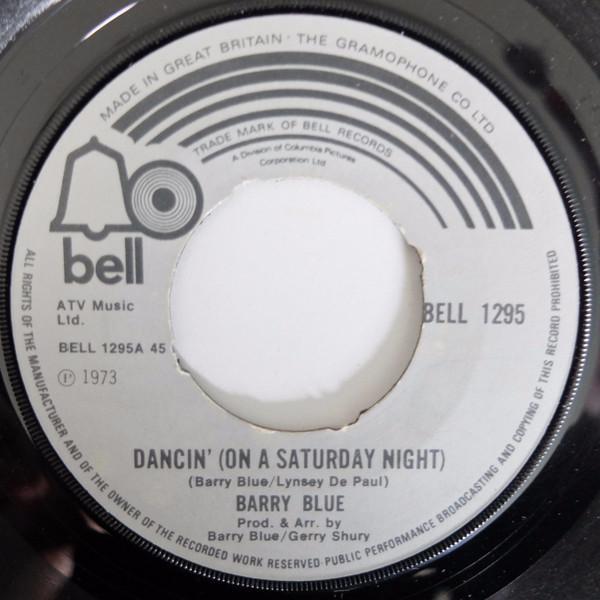 MADE IN GREAT BRITAIN · THE GRAMOPHONE CO LTD
TRADE MARK OF BELL RECORDS
A Division of Columbia Pictures
Corporation Ltd
bell
ATV Music
Ltd.
BELL 1295
BELL 1295A 45
℗ 1973
DANCIN' (ON A SATURDAY NIGHT)
(Barry Blue/Lynsey De Paul)
BARRY BLUE
Prod. & Arr. by
Barry Blue/Gerry Shury
ALL RIGHTS OF THE MANUFACTURER AND OF THE OWNER OF THE RECORDED WORK RESERVED·PUBLIC PERFORMANCE BROADCASTING AND COPYING OF THIS RECORD PROHIBITED